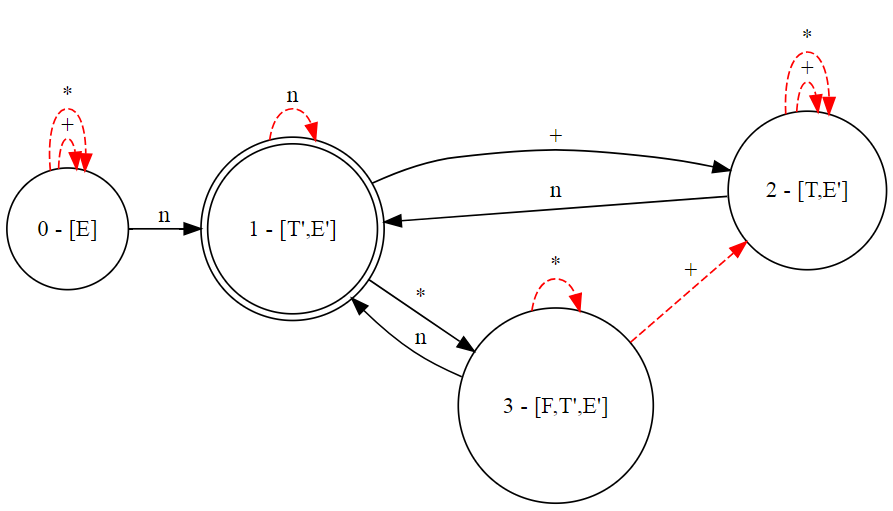 *
+
0 - [E]
n
n
1 - [T',E']
+
n
*
n
*
3 - [F,T',E']
+
*
+
2 - [T,E']